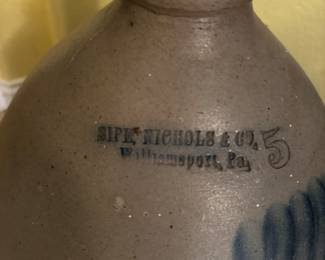 SIPE, NICHOLS & CO, 5
Williamsport, Pa,